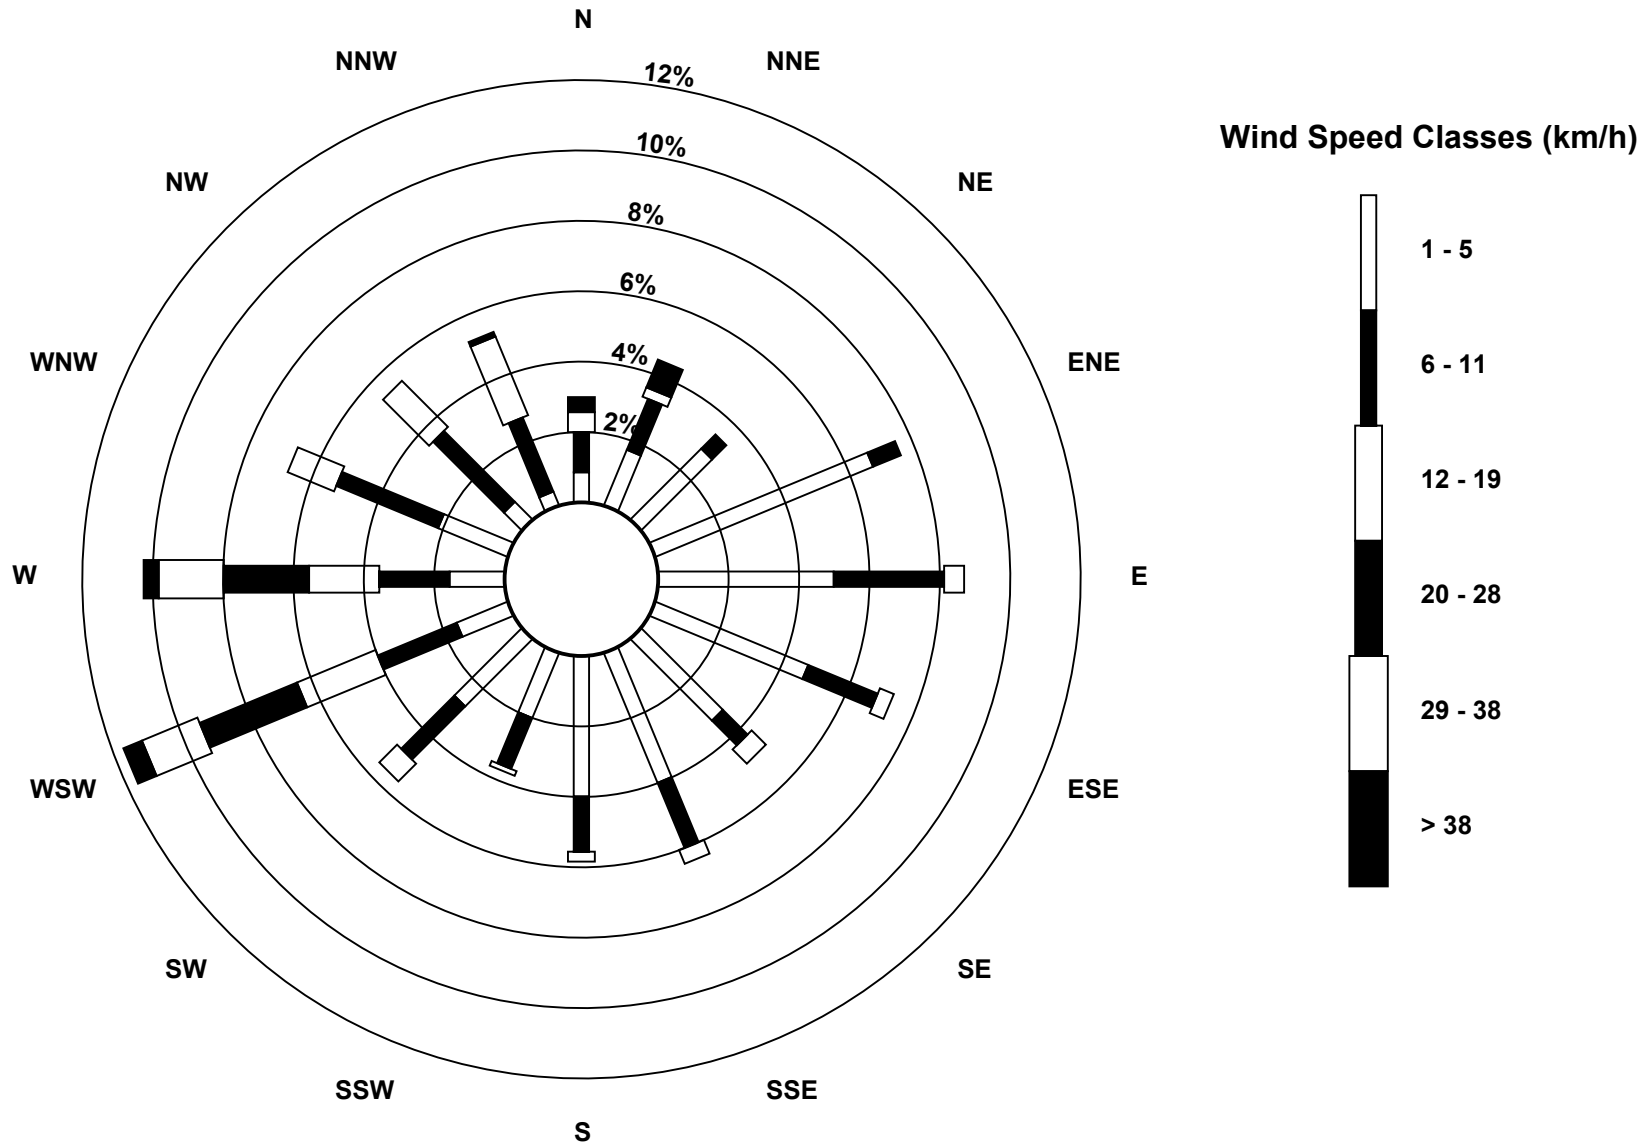 N
NNW
NNE
12%
Wind Speed Classes (km/h)
10%
NW
NE
8%
1 - 5
6%
4%
WNW
ENE
6 - 11
2%
12 - 19
W
E
20 - 28
29 - 38
WSW
ESE
> 38
SW
SE
SSW
SSE
S